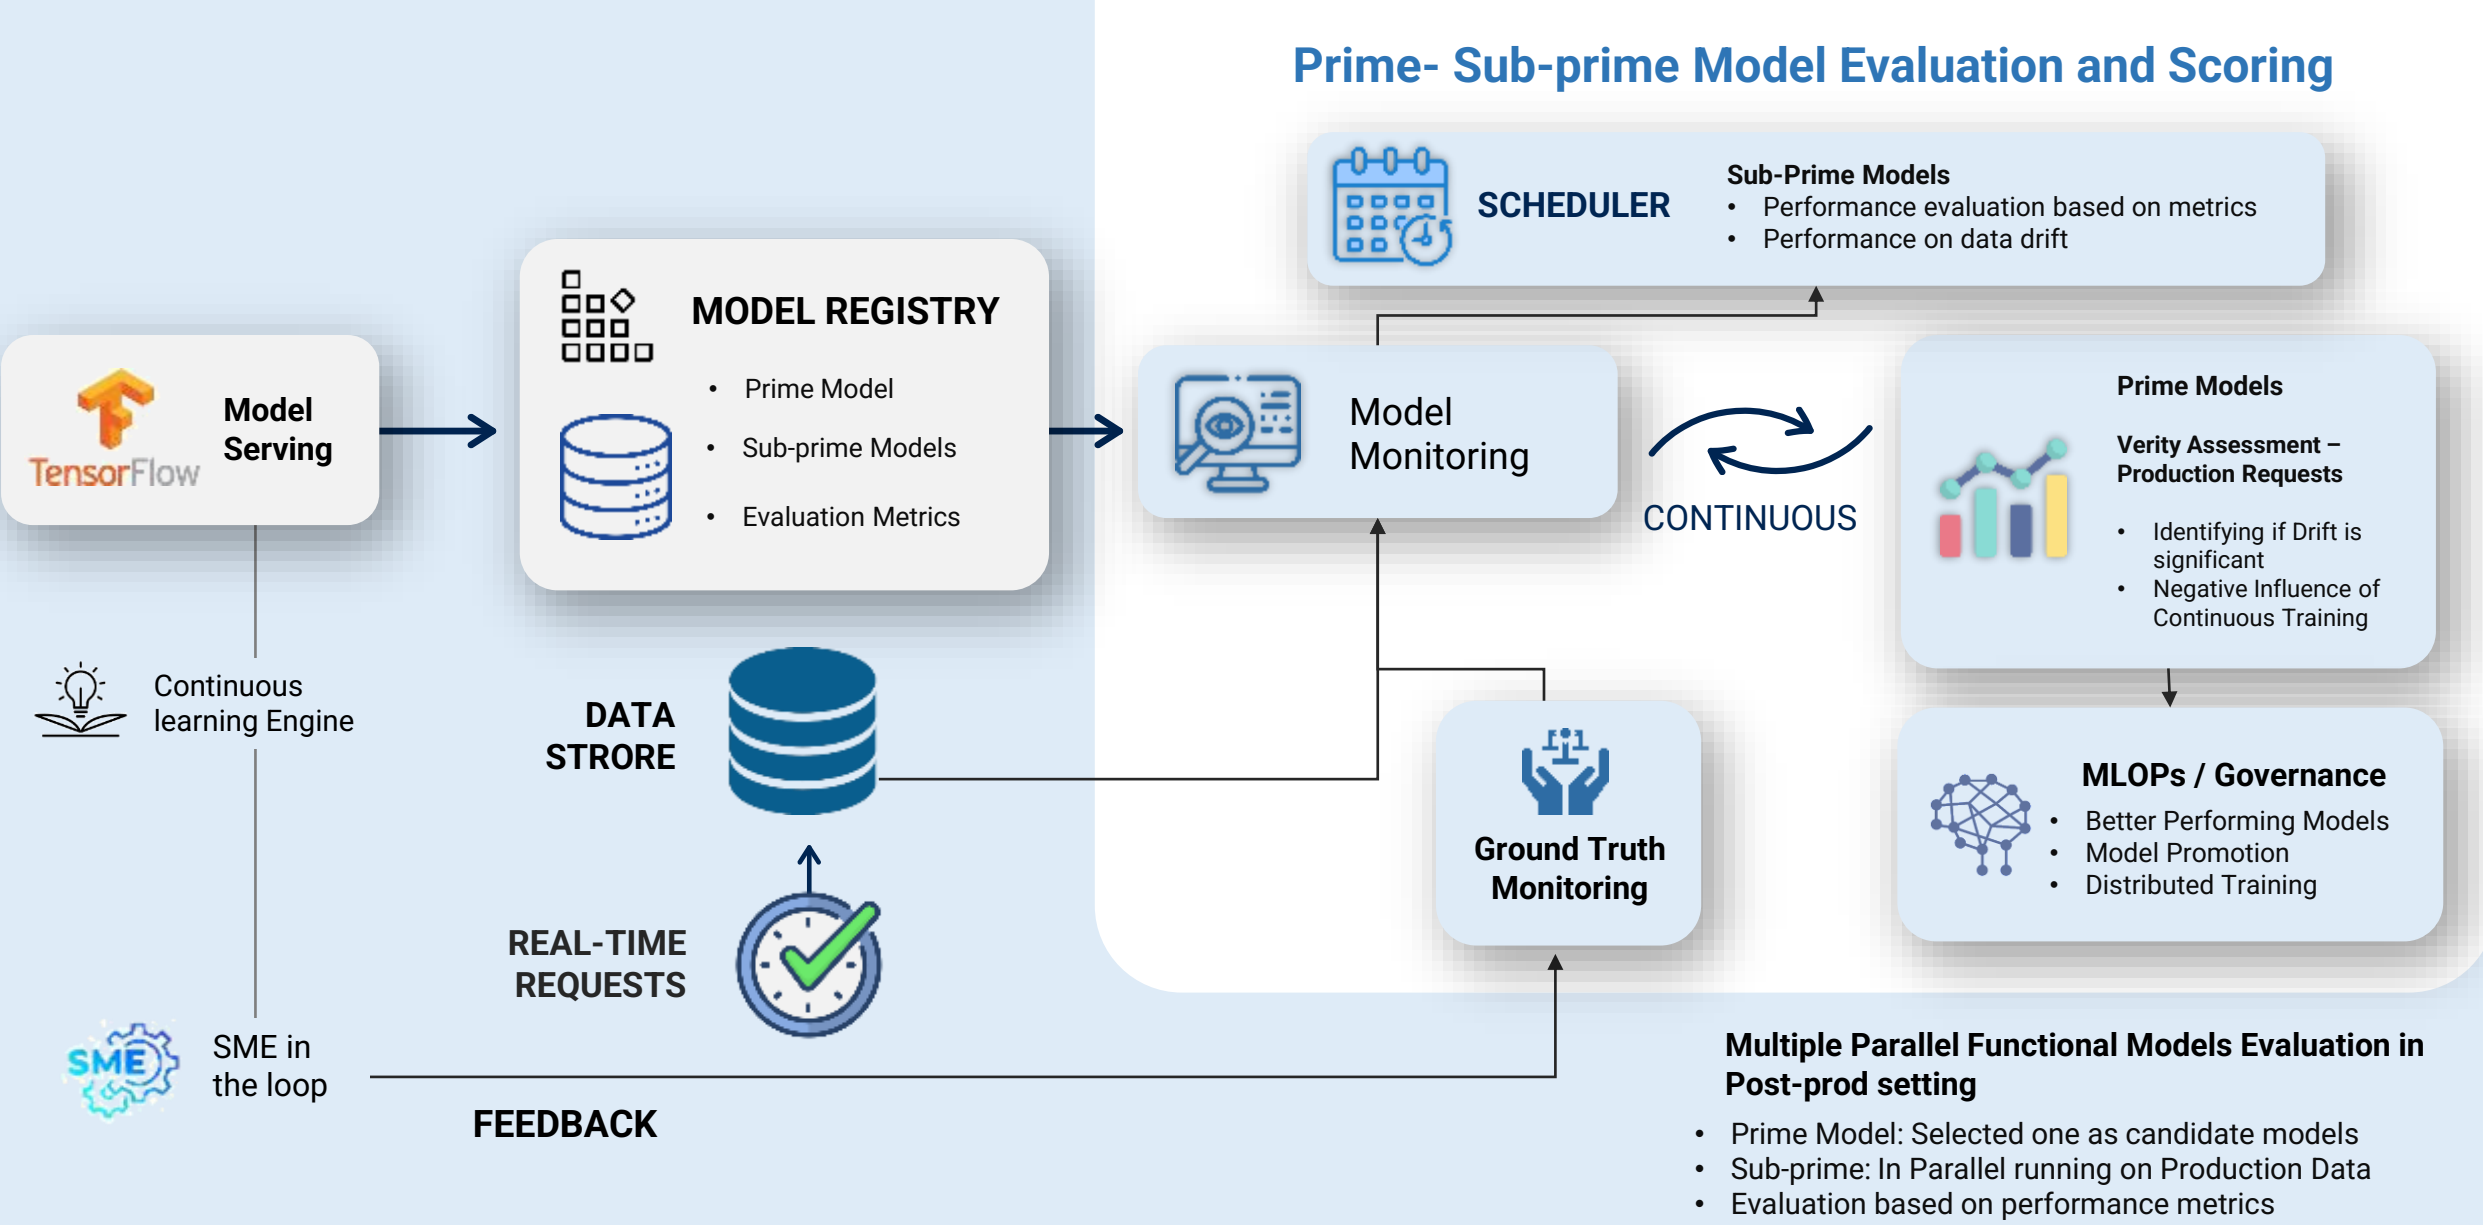 Prime- Sub-prime Model Evaluation and Scoring
SCHEDULER
Sub-Prime Models
• Performance evaluation based on metrics
• Performance on data drift
TensorFlow
Model
Serving
MODEL REGISTRY
• Prime Model
• Sub-prime Models
• Evaluation Metrics
Model
Monitoring
CONTINUOUS
Prime Models
Verity Assessment –
Production Requests
• Identifying if Drift is
significant
• Negative Influence of
Continuous Training
Continuous
learning Engine
DATA
STRORE
Ground Truth
Monitoring
MLOPs / Governance
• Better Performing Models
• Model Promotion
• Distributed Training
REAL-TIME
REQUESTS
SME
SME in
the loop
FEEDBACK
Multiple Parallel Functional Models Evaluation in
Post-prod setting
• Prime Model: Selected one as candidate models
• Sub-prime: In Parallel running on Production Data
• Evaluation based on performance metrics